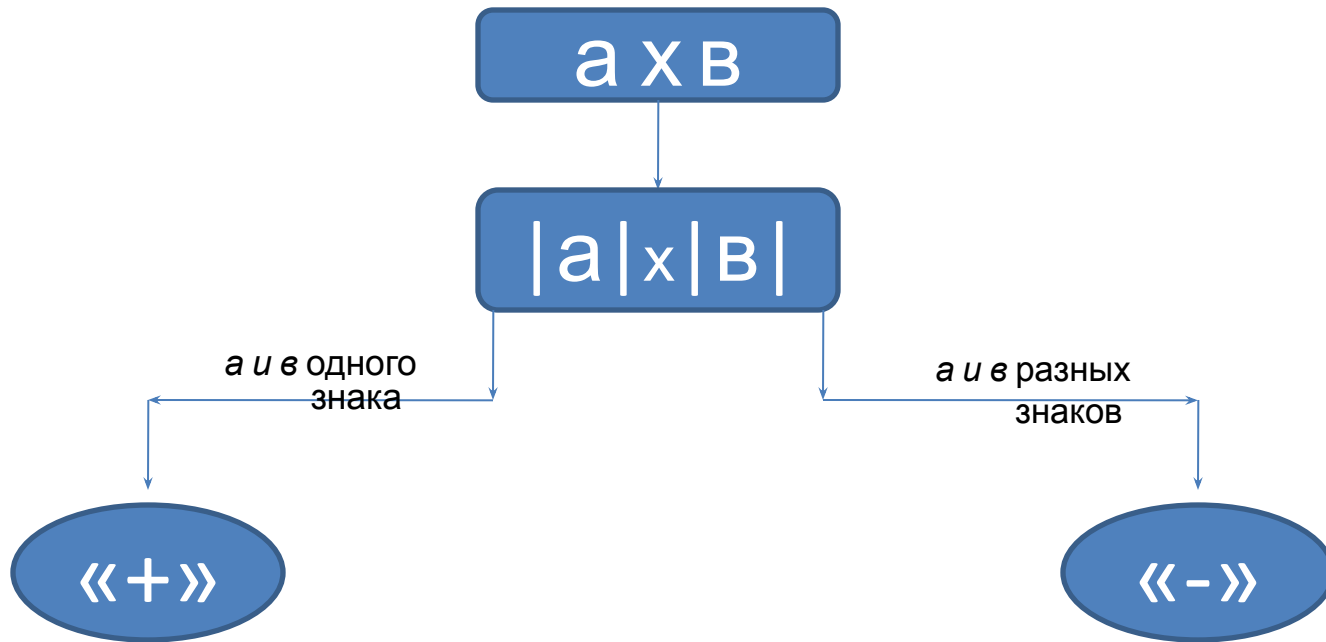 а х в
|а|х|в|
а и в одного
знака
а и в разных
знаков
«+»
«-»